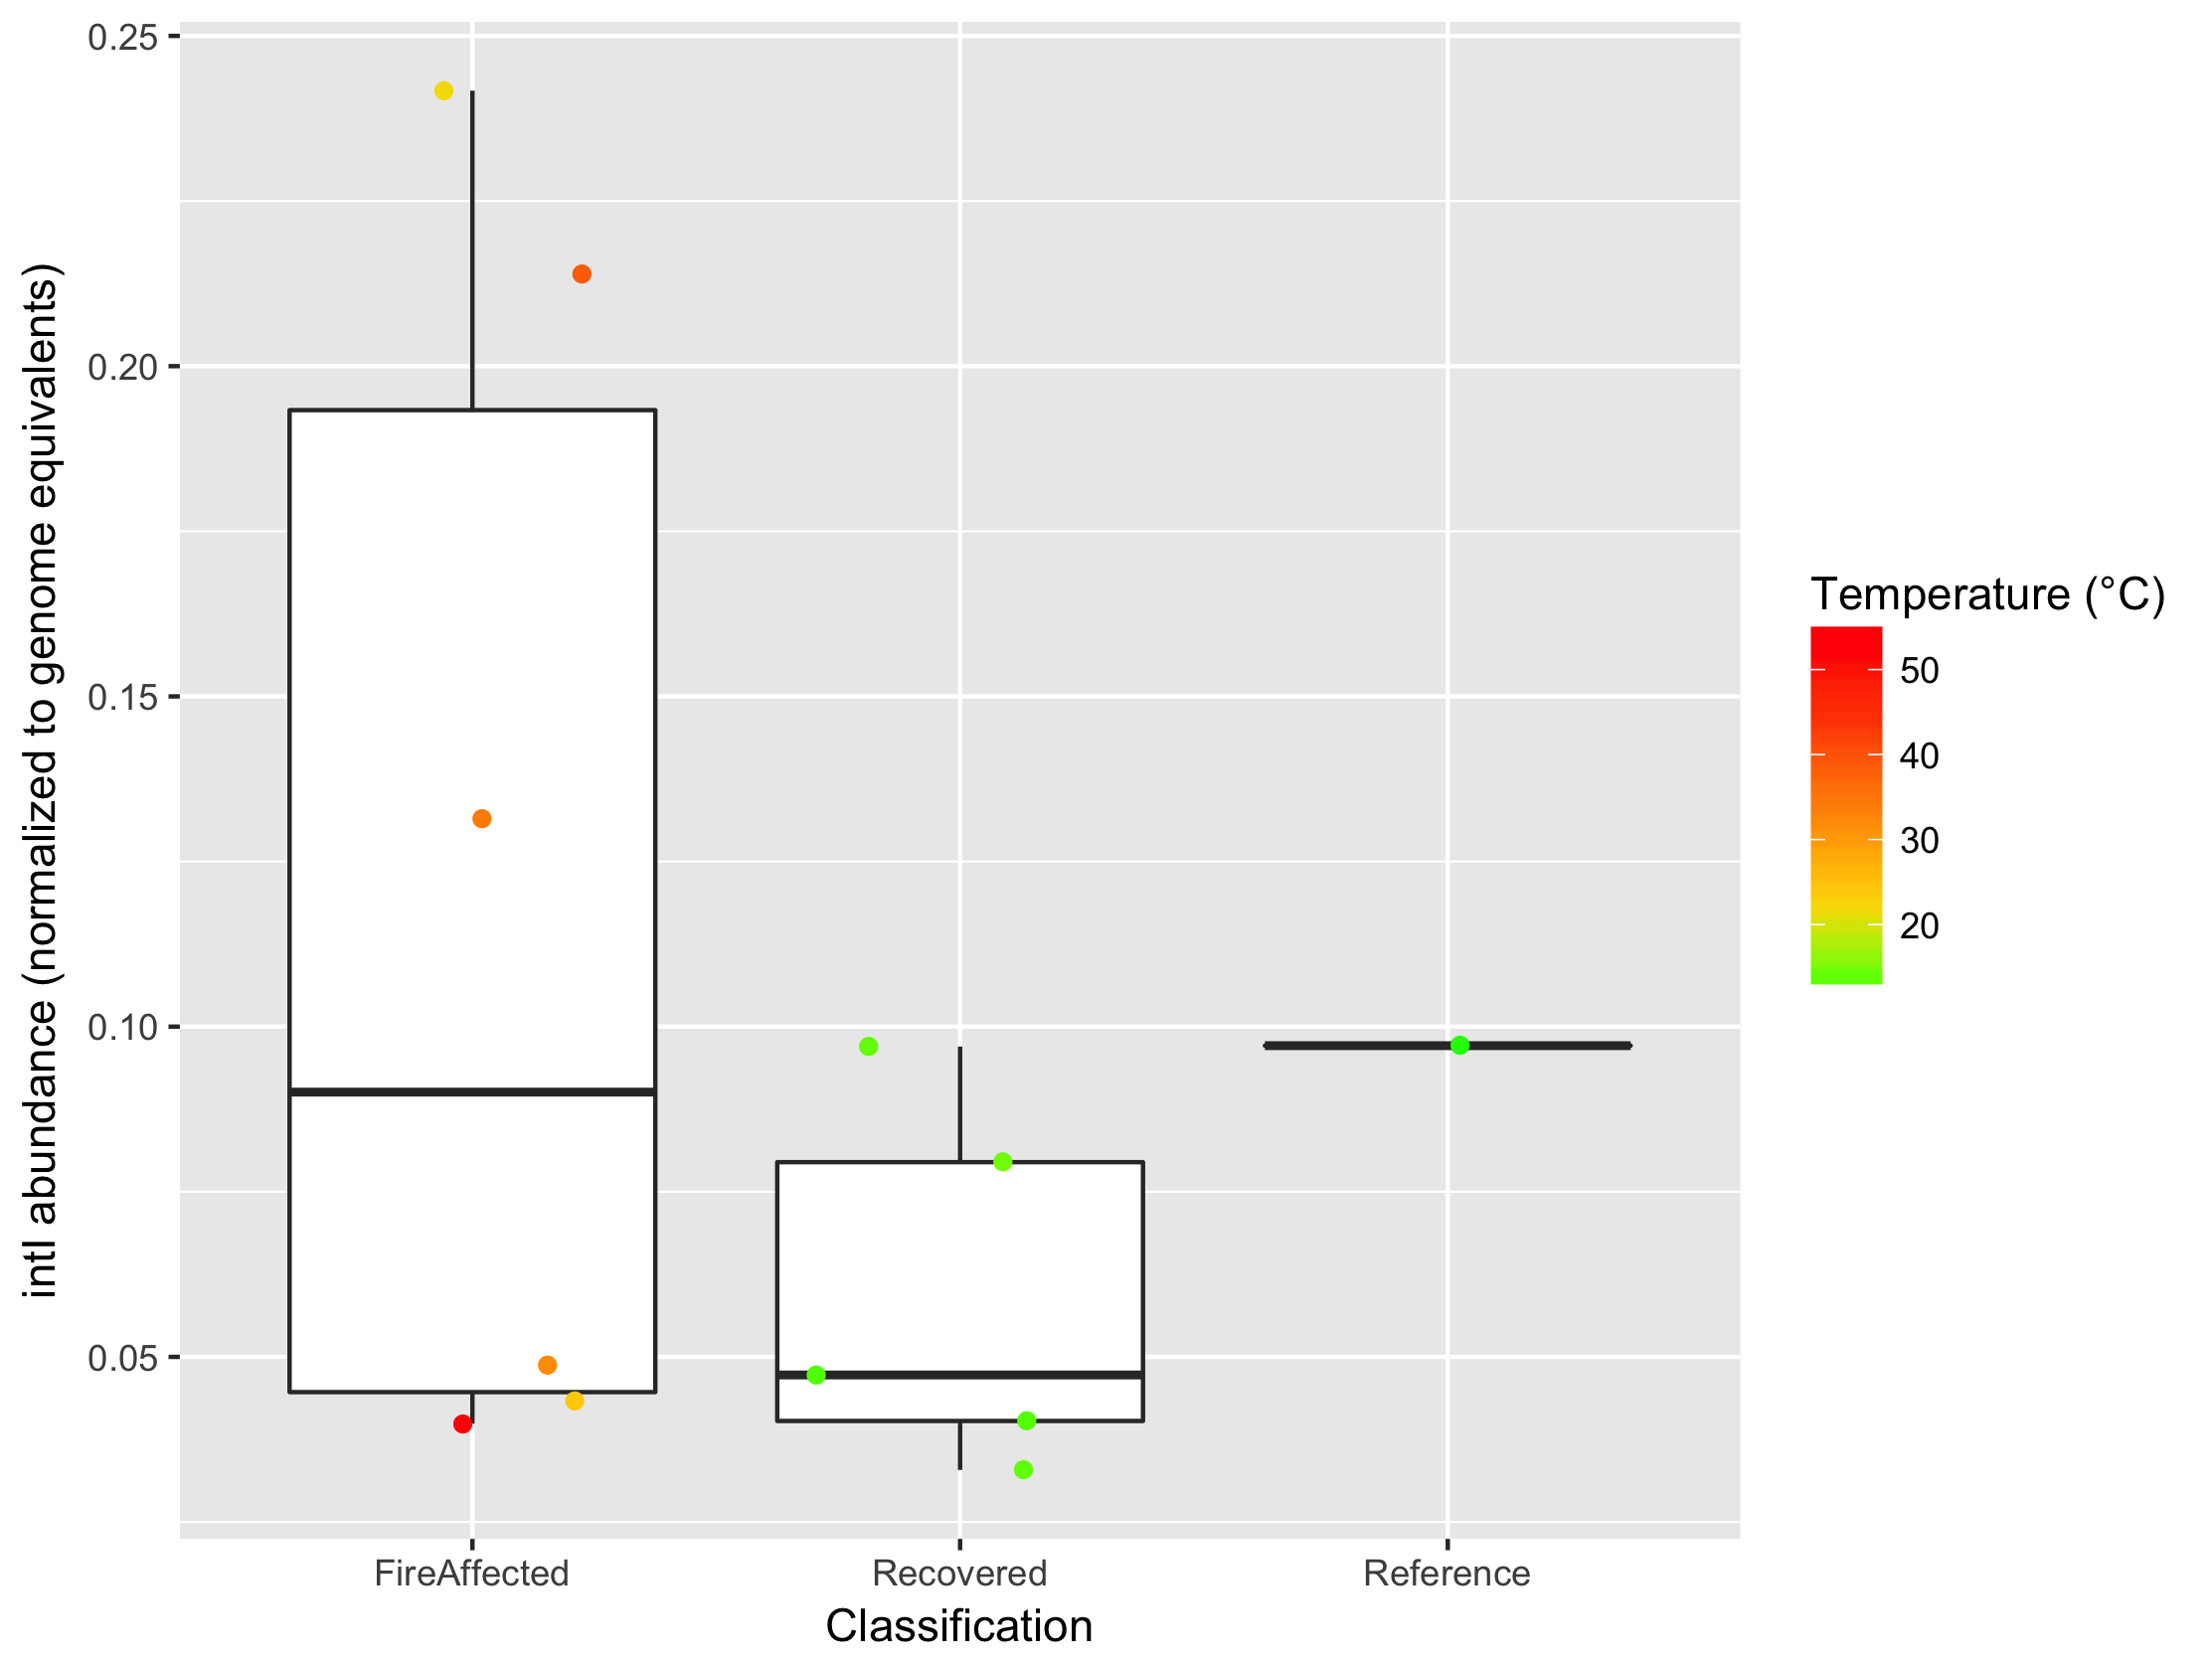 intI abundance (normalized to genome equivalents)
0.25
0.20
0.15
0.10
0.05
FireAffected
Recovered
Reference
Classification
Temperature (°C)
50
40
30
20